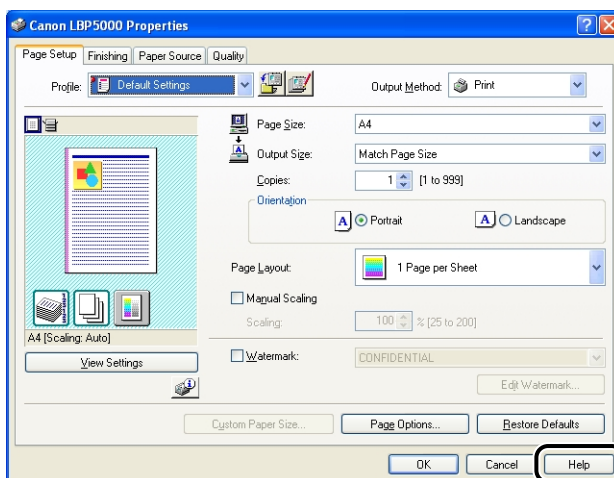 Canon LBP5000 Properties
Page Setup Finishing Paper Source Quality
Profile: Default Settings Output Method: Print
Page Size: A4
Output Size: Match Page Size
Copies: 1 [1 to 999]
Orientation
A Portrait A Landscape
Page Layout: 1 Page per Sheet
Manual Scaling
Scaling: 100 % [25 to 200]
A4 [Scaling: Auto]
View Settings
Watermark: CONFIDENTIAL
Edit Watermark...
Custom Paper Size... Page Options... Restore Defaults
OK Cancel Help